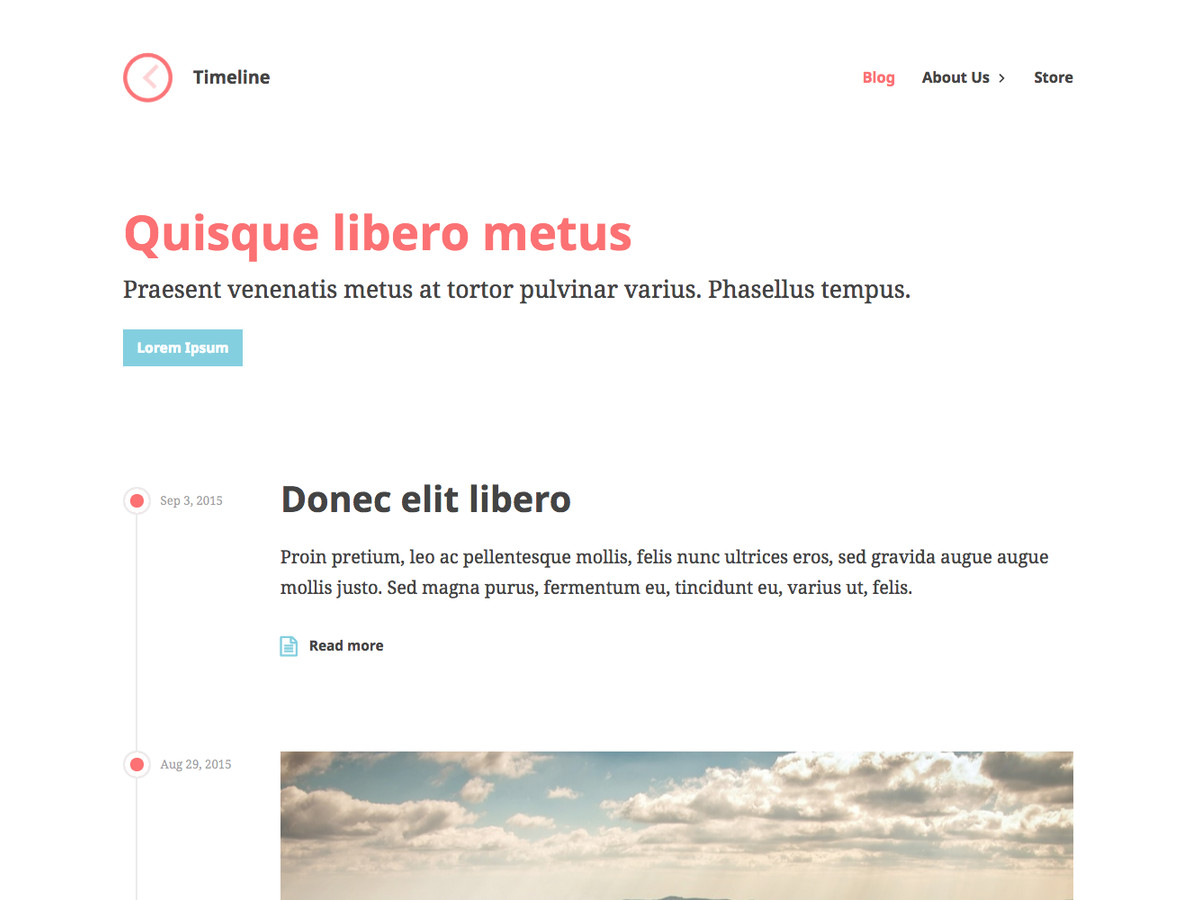 Timeline
Blog
About Us
Store
Quisque libero metus
Praesent venenatis metus at tortor pulvinar varius. Phasellus tempus.
Lorem Ipsum
Sep 3, 2015
Donec elit libero
Proin pretium, leo ac pellentesque mollis, felis nunc ultrices eros, sed gravida augue augue
mollis justo. Sed magna purus, fermentum eu, tincidunt eu, varius ut, felis.
Read more
Aug 29, 2015